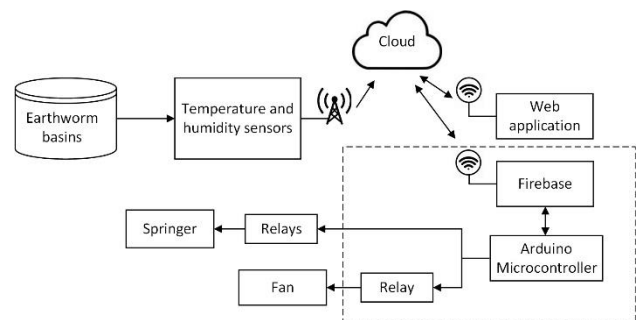 Cloud
Earthworm
basins
Temperature and
humidity sensors
Web
application
Firebase
Springer
Relays
Arduino
Microcontroller
Fan
Relay